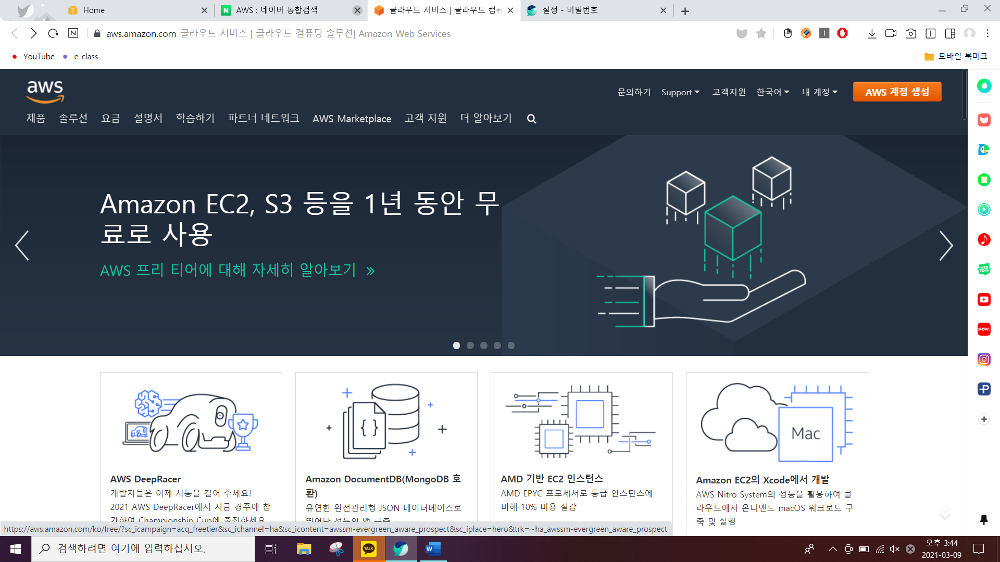 Home
AWS : 네이버 통합검색
클라우드 서비스 | 클라우드 컴퓨
설정 - 비밀번호
aws.amazon.com 클라우드 서비스 | 클라우드 컴퓨팅 솔루션| Amazon Web Services
YouTube
e-class
모바일 북마크
aws
문의하기 Support 고객지원 한국어 내 계정 AWS 계정 생성
제품 솔루션 요금 설명서 학습하기 파트너 네트워크 AWS Marketplace 고객 지원 더 알아보기
Amazon EC2, S3 등을 1년 동안 무
료로 사용
AWS 프리 티어에 대해 자세히 알아보기 »
WEB
TOON
NOW.
Mac
AWS DeepRacer
개발자들은 이제 시동을 걸어 주세요!
2021 AWS DeepRacer에서 지금 경주에 참
가하여 Championship Cup에 출전하세요
Amazon DocumentDB(MongoDB 호
환)
유연한 완전관리형 JSON 데이터베이스로
뛰어난 성능의 앱 구축
AMD 기반 EC2 인스턴스
AMD EPYC 프로세서로 동급 인스턴스에
비해 10% 비용 절감
Amazon EC2의 Xcode에서 개발
AWS Nitro System의 성능을 활용하여 클
라우드에서 온디맨드 macOS 워크로드 구
축 및 실행
https://aws.amazon.com/ko/free/?sc_icampaign=acq_freetier&sc_ichannel=ha&sc_icontent=awssm-evergreen_aware_prospect&sc_iplace=hero&trk=~ha_awssm-evergreen_aware_prospect
검색하려면 여기에 입력하십시오.
TALK
오후 3:44
2021-03-09